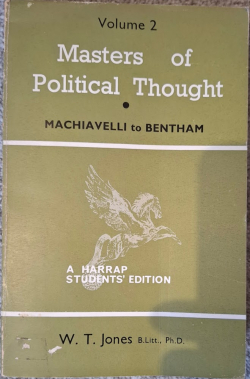 Volume 2
Masters of
Political Thought
•
MACHIAVELLI to BENTHAM
A HARRAP
STUDENTS' EDITION
W. T. Jones B.Litt., Ph.D.